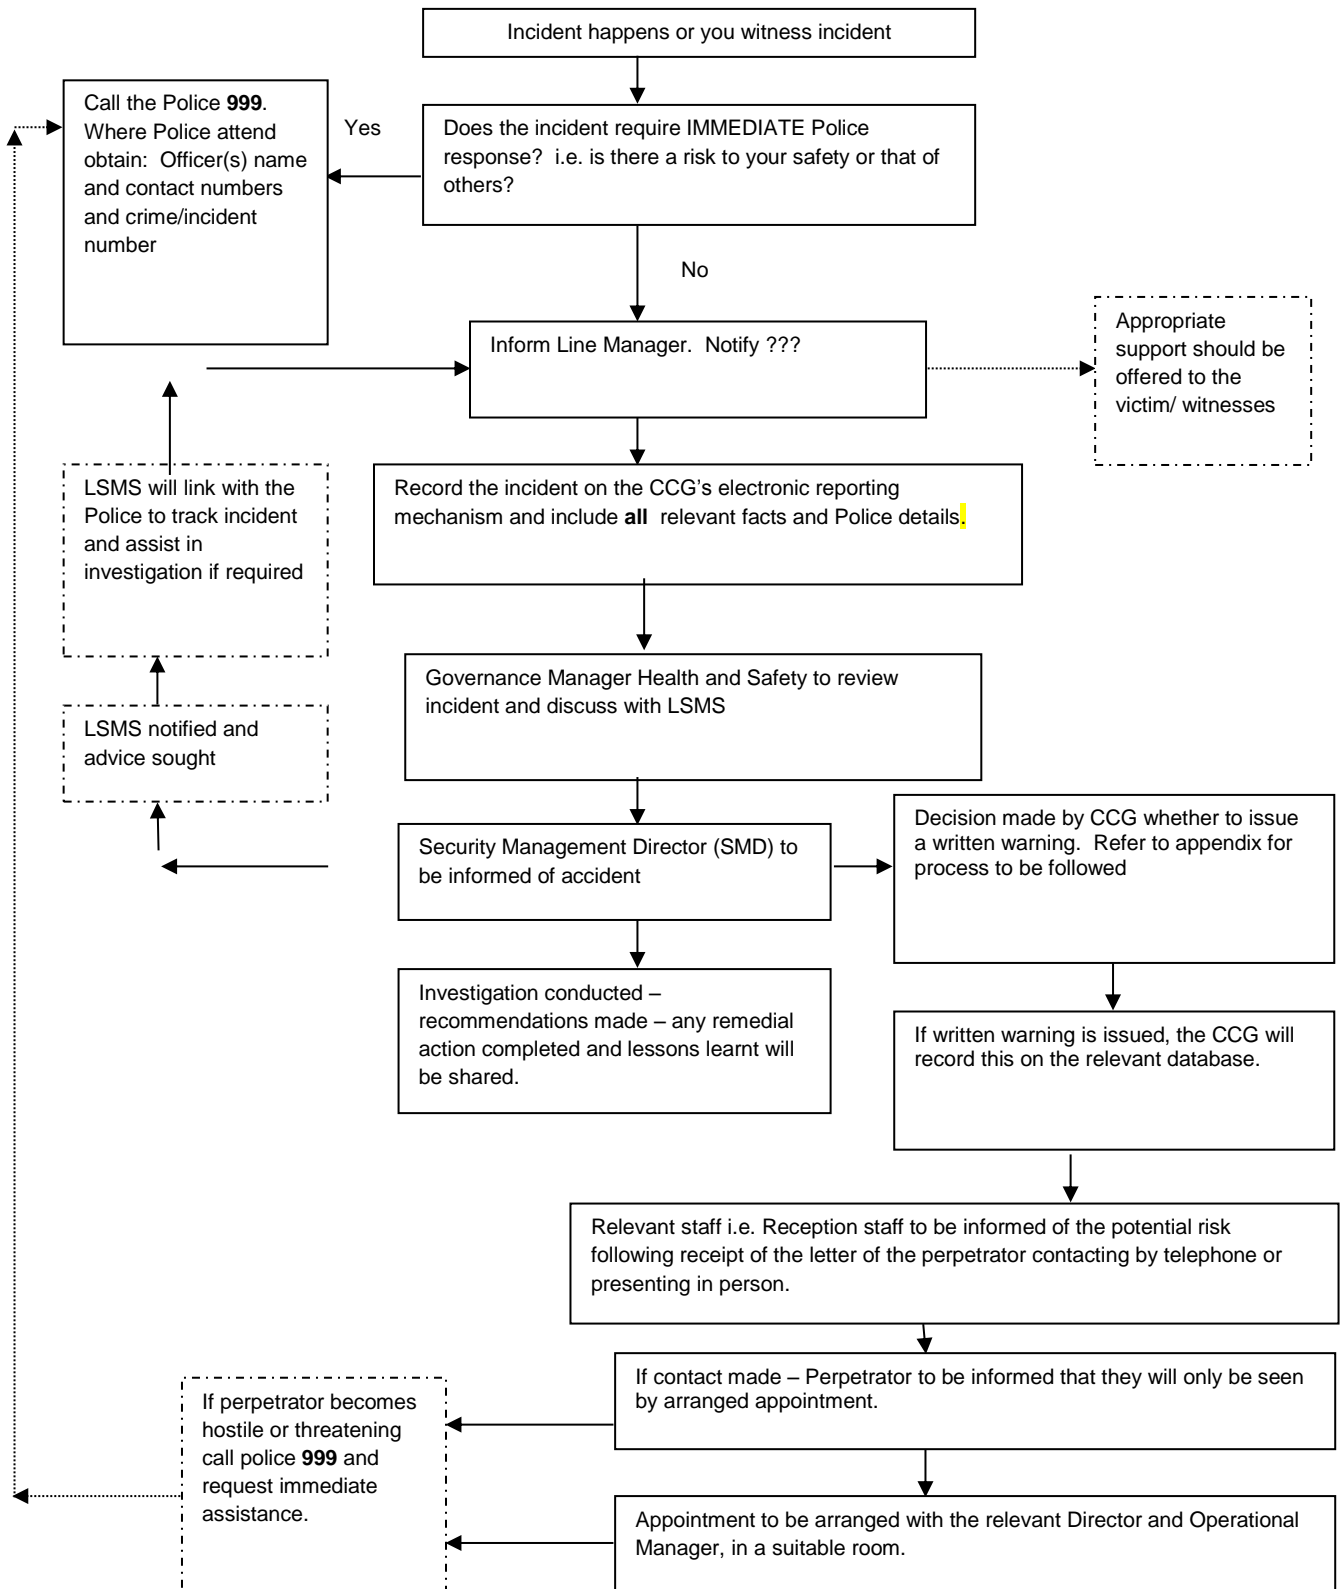 Incident happens or you witness incident
Call the Police 999.
Where Police attend
obtain: Officer(s) name
and contact numbers
and crime/incident
number
Yes
Does the incident require IMMEDIATE Police
response? i.e. is there a risk to your safety or that of
others?
No
Inform Line Manager. Notify ???
Appropriate
support should be
offered to the
victim/ witnesses
LSMS will link with the
Police to track incident
and assist in
investigation if required
Record the incident on the CCG's electronic reporting
mechanism and include all relevant facts and Police details.
Governance Manager Health and Safety to review
incident and discuss with LSMS
LSMS notified and
advice sought
Security Management Director (SMD) to
be informed of accident
Decision made by CCG whether to issue
a written warning. Refer to appendix for
process to be followed
Investigation conducted –
recommendations made – any remedial
action completed and lessons learnt will
be shared.
If written warning is issued, the CCG will
record this on the relevant database.
Relevant staff i.e. Reception staff to be informed of the potential risk
following receipt of the letter of the perpetrator contacting by telephone or
presenting in person.
If contact made – Perpetrator to be informed that they will only be seen
by arranged appointment.
If perpetrator becomes
hostile or threatening
call police 999 and
request immediate
assistance.
Appointment to be arranged with the relevant Director and Operational
Manager, in a suitable room.